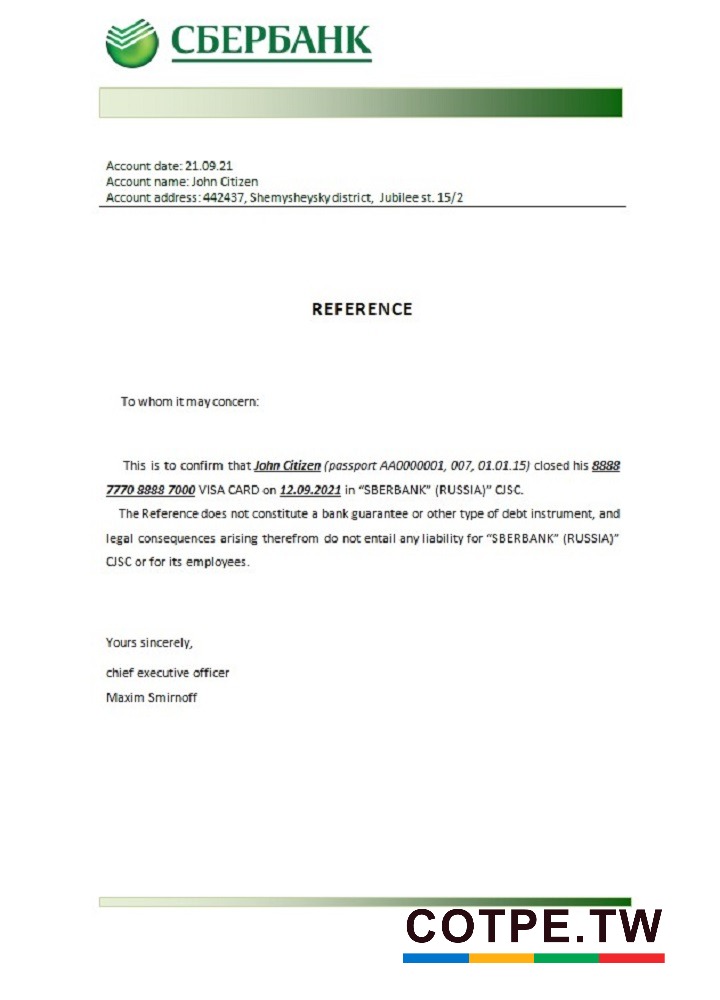 СБЕРБАНК
Account date: 21.09.21
Account name: John Citizen
Account address: 442437, Shemysheysky district, Jubilee st. 15/2
REFERENCE
To whom it may concern:
This is to confirm that John Citizen (passport AA0000001, 007, 01.01.15) closed his 8888
7770 8888 7000 VISA CARD on 12.09.2021 in “SBERBANK” (RUSSIA)” CJSC.
The Reference does not constitute a bank guarantee or other type of debt instrument, and
legal consequences arising therefrom do not entail any liability for “SBERBANK” (RUSSIA)”
CJSC or for its employees.
Yours sincerely,
chief executive officer
Maxim Smirnoff
COTPE.TW